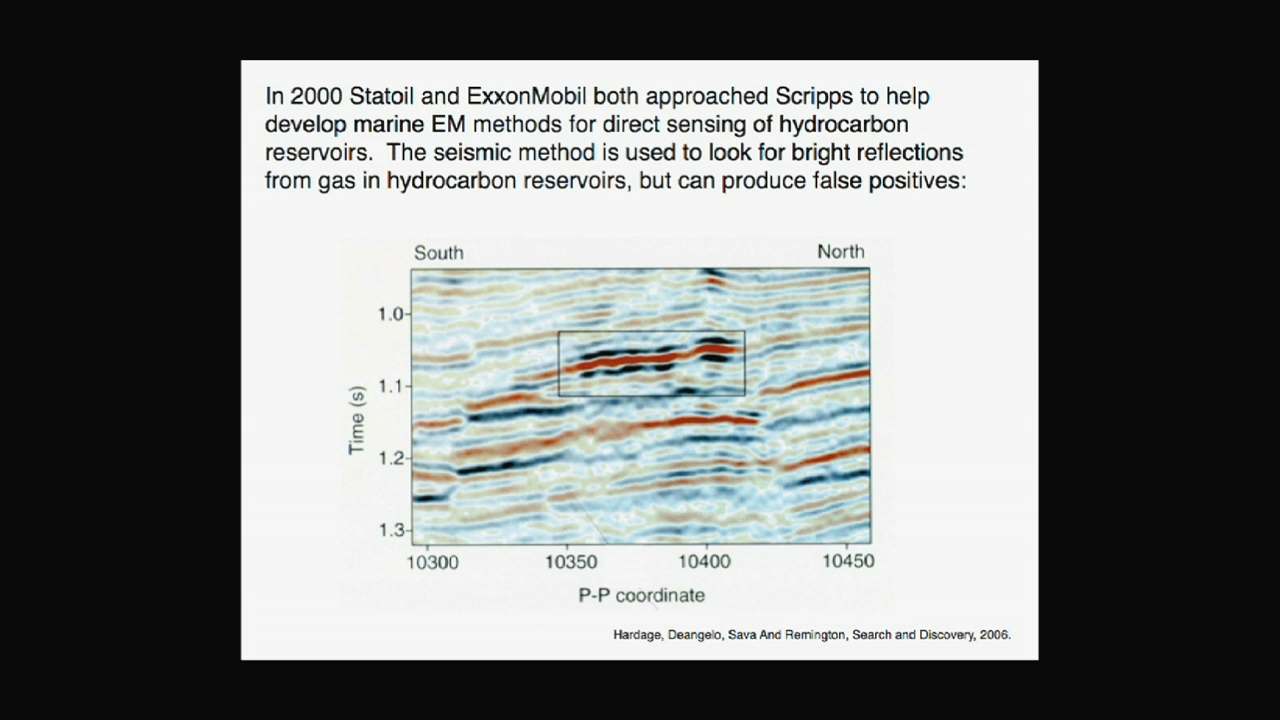 In 2000 Statoil and ExxonMobil both approached Scripps to help
develop marine EM methods for direct sensing of hydrocarbon
reservoirs.  The seismic method is used to look for bright reflections
from gas in hydrocarbon reservoirs, but can produce false positives:
South North
1.0
1.1
1.2
1.3
Time (s)
10300 10350 10400 10450
P-P coordinate
Hardage, Deangelo, Sava And Remington, Search and Discovery, 2006.